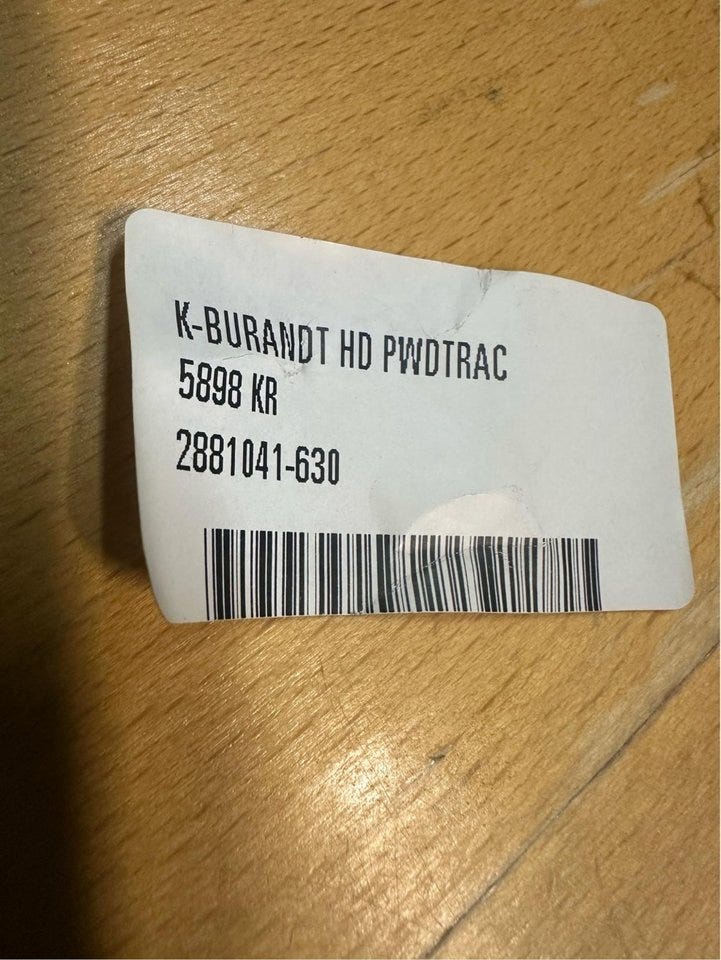 K-BURANDT HD PWDTRAC
5898 KR
2881041-630